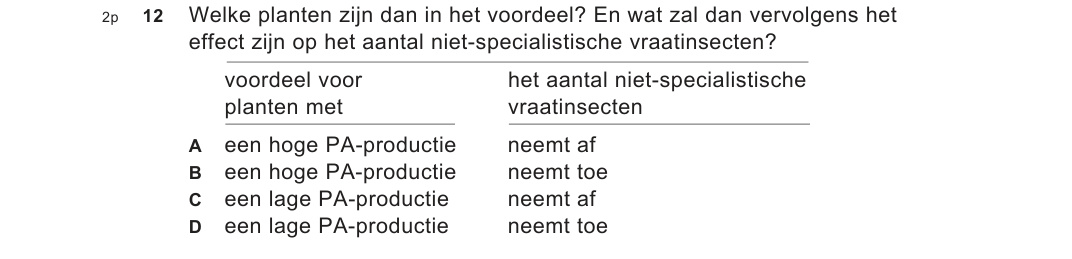 2p 12 Welke planten zijn dan in het voordeel? En wat zal dan vervolgens het
effect zijn op het aantal niet-specialistische vraatinsecten?
voordeel voor het aantal niet-specialistische
planten met vraatinsecten
A een hoge PA-productie neemt af
B een hoge PA-productie neemt toe
C een lage PA-productie neemt af
D een lage PA-productie neemt toe